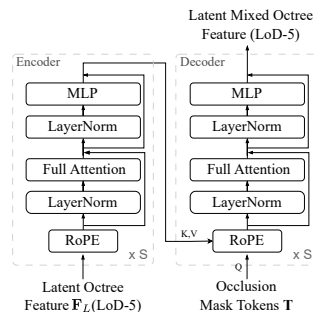 Latent Mixed Octree
Feature (LoD-5)
Encoder
MLP
LayerNorm
Full Attention
LayerNorm
RoPE
x S
Latent Octree
Feature F_L (LoD-5)
Decoder
MLP
LayerNorm
Full Attention
LayerNorm
K,V
RoPE
x S
Q
Occlusion
Mask Tokens T